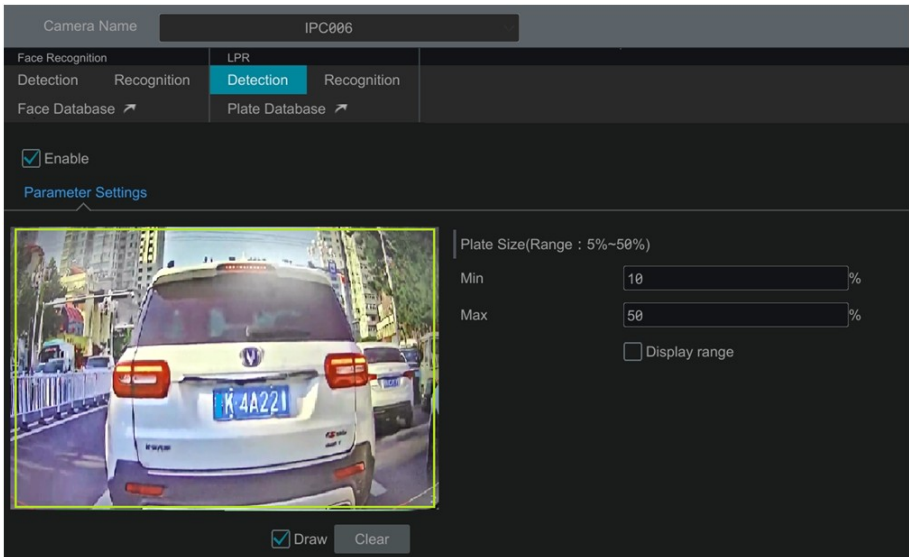 Camera Name IPC006
Face Recognition LPR
Detection Recognition Detection Recognition
Face Database Plate Database
Enable
Parameter Settings
Plate Size(Range : 5%~50%)
Min 10 %
Max 50 %
Display range
K 4A221
Draw Clear